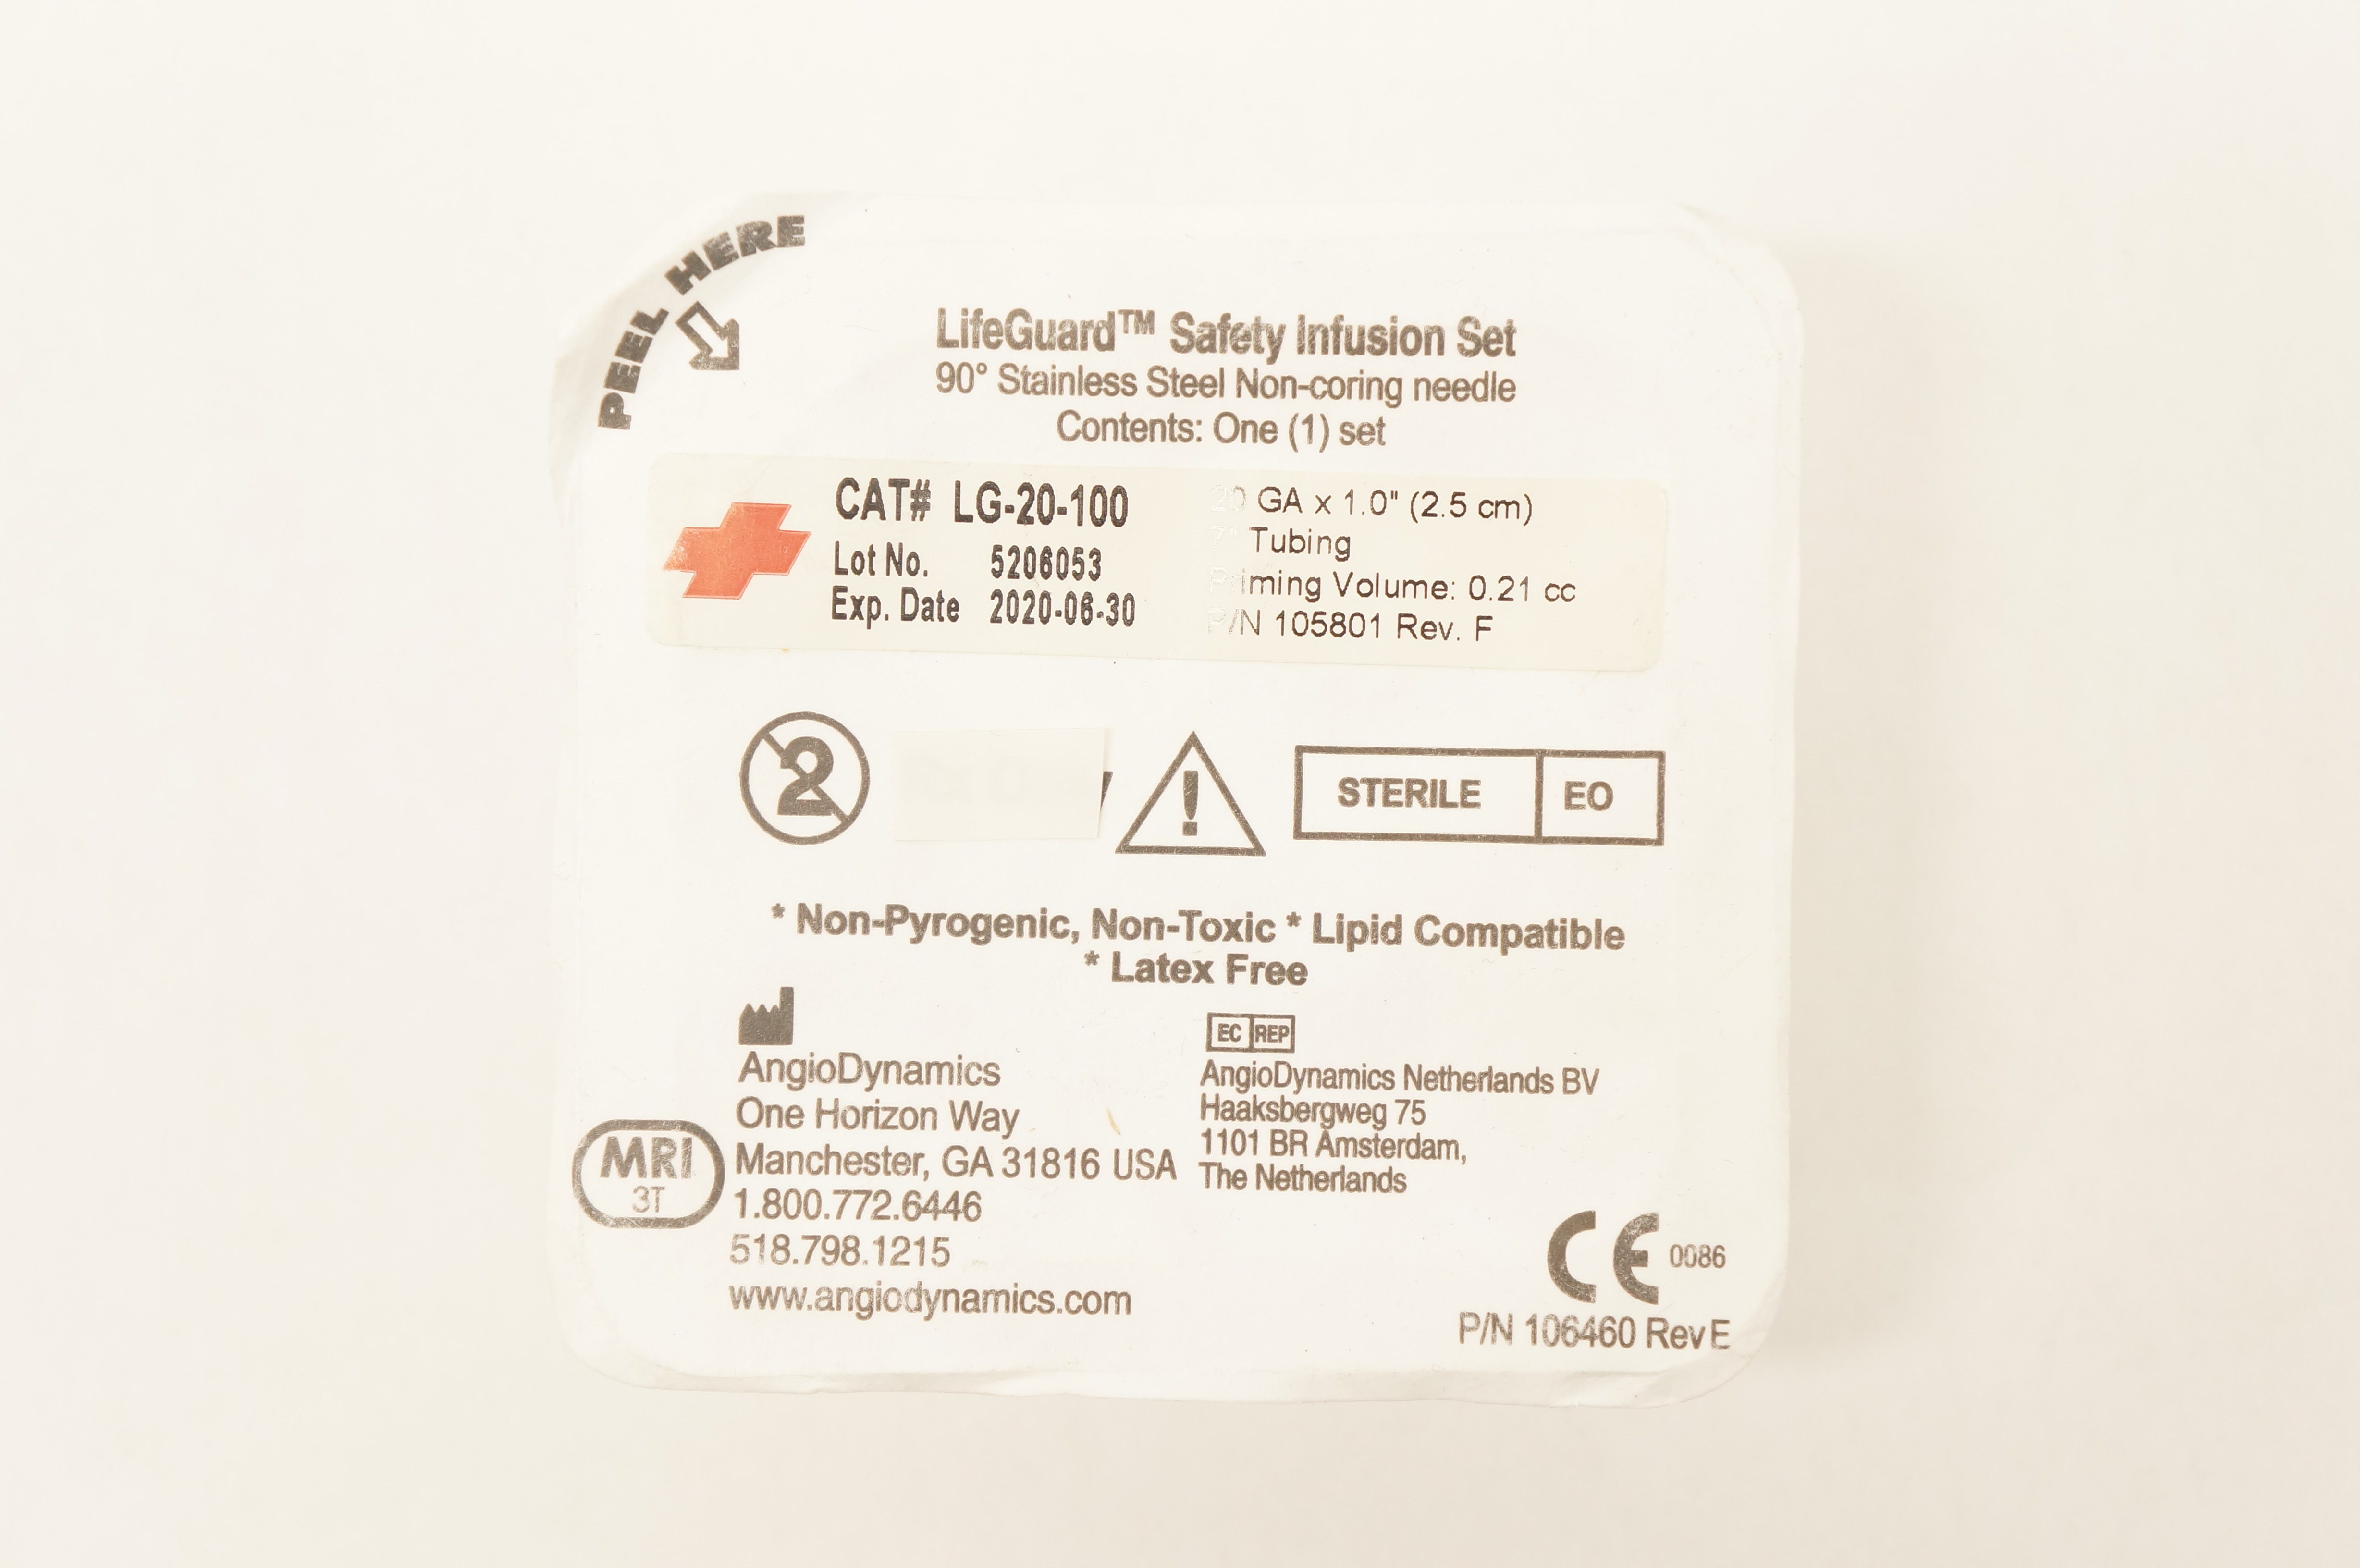 PEEL HERE
LifeGuard™ Safety Infusion Set
90° Stainless Steel Non-coring needle
Contents: One (1) set
CAT# LG-20-100
Lot No. 5206053
Exp. Date 2020-06-30
20 GA x 1.0" (2.5 cm)
7" Tubing
Priming Volume: 0.21 cc
P/N 105801 Rev. F
2
!
STERILE EO
* Non-Pyrogenic, Non-Toxic * Lipid Compatible
* Latex Free
AngioDynamics
One Horizon Way
Manchester, GA 31816 USA
1.800.772.6446
518.798.1215
www.angiodynamics.com
MRI
3T
EC REP
AngioDynamics Netherlands BV
Haaksbergweg 75
1101 BR Amsterdam,
The Netherlands
CE 0086
P/N 106460 Rev E